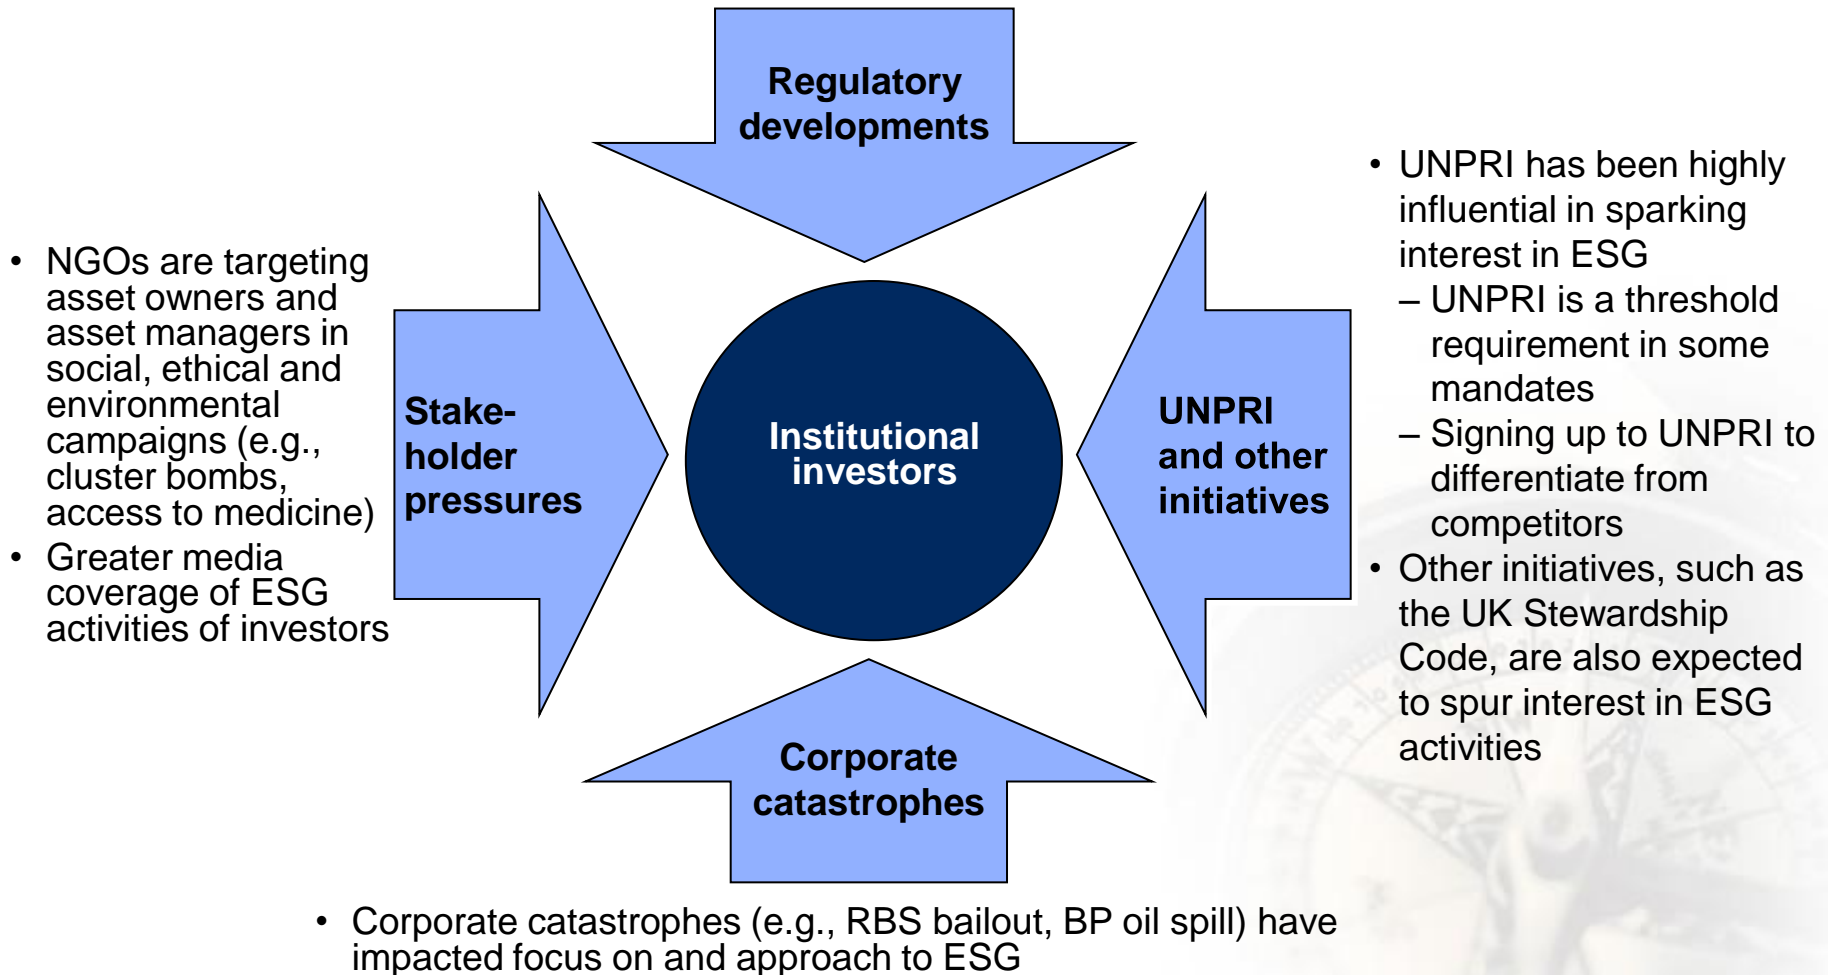 Regulatory
developments
• NGOs are targeting
asset owners and
asset managers in
social, ethical and
environmental
campaigns (e.g.,
cluster bombs,
access to medicine)
• Greater media
coverage of ESG
activities of investors
Stake-
holder
pressures
Institutional
investors
UNPRI
and other
initiatives
• UNPRI has been highly
influential in sparking
interest in ESG
– UNPRI is a threshold
requirement in some
mandates
– Signing up to UNPRI to
differentiate from
competitors
• Other initiatives, such as
the UK Stewardship
Code, are also expected
to spur interest in ESG
activities
Corporate
catastrophes
• Corporate catastrophes (e.g., RBS bailout, BP oil spill) have
impacted focus on and approach to ESG